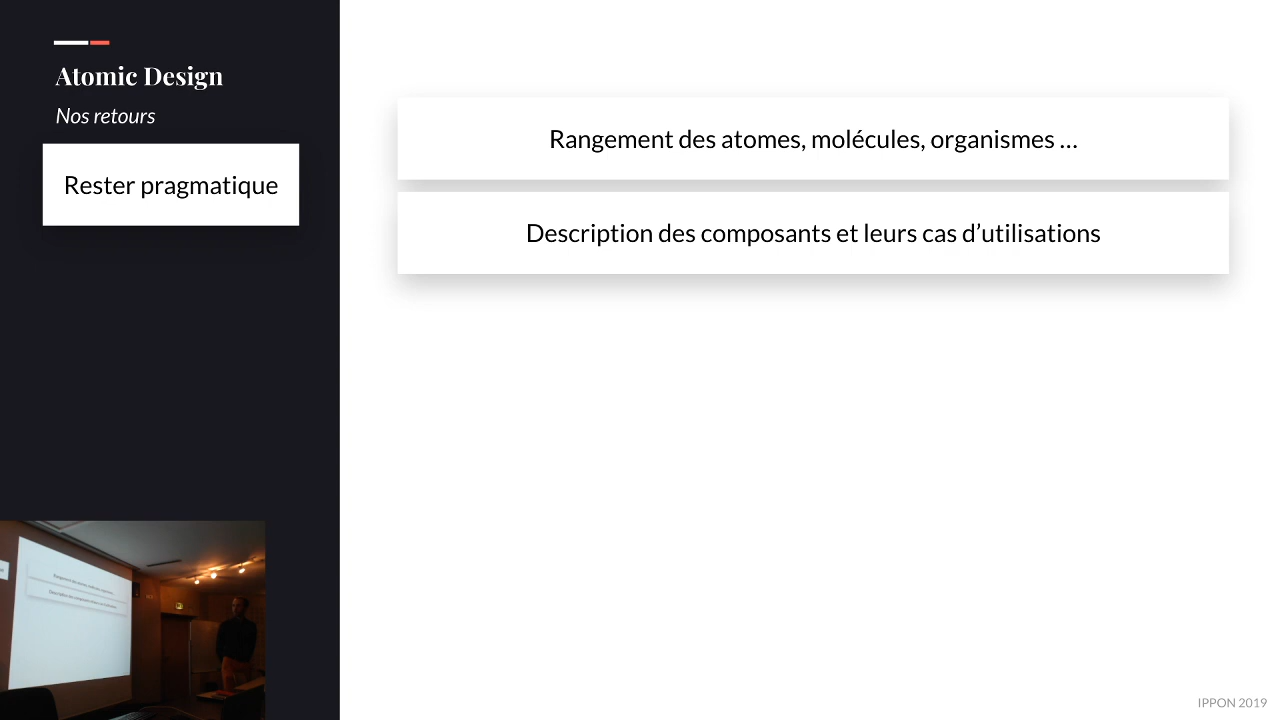 Atomic Design
Nos retours
Rester pragmatique
Rangement des atomes, molécules, organismes ...
Description des composants et leurs cas d’utilisations
IPPON 2019